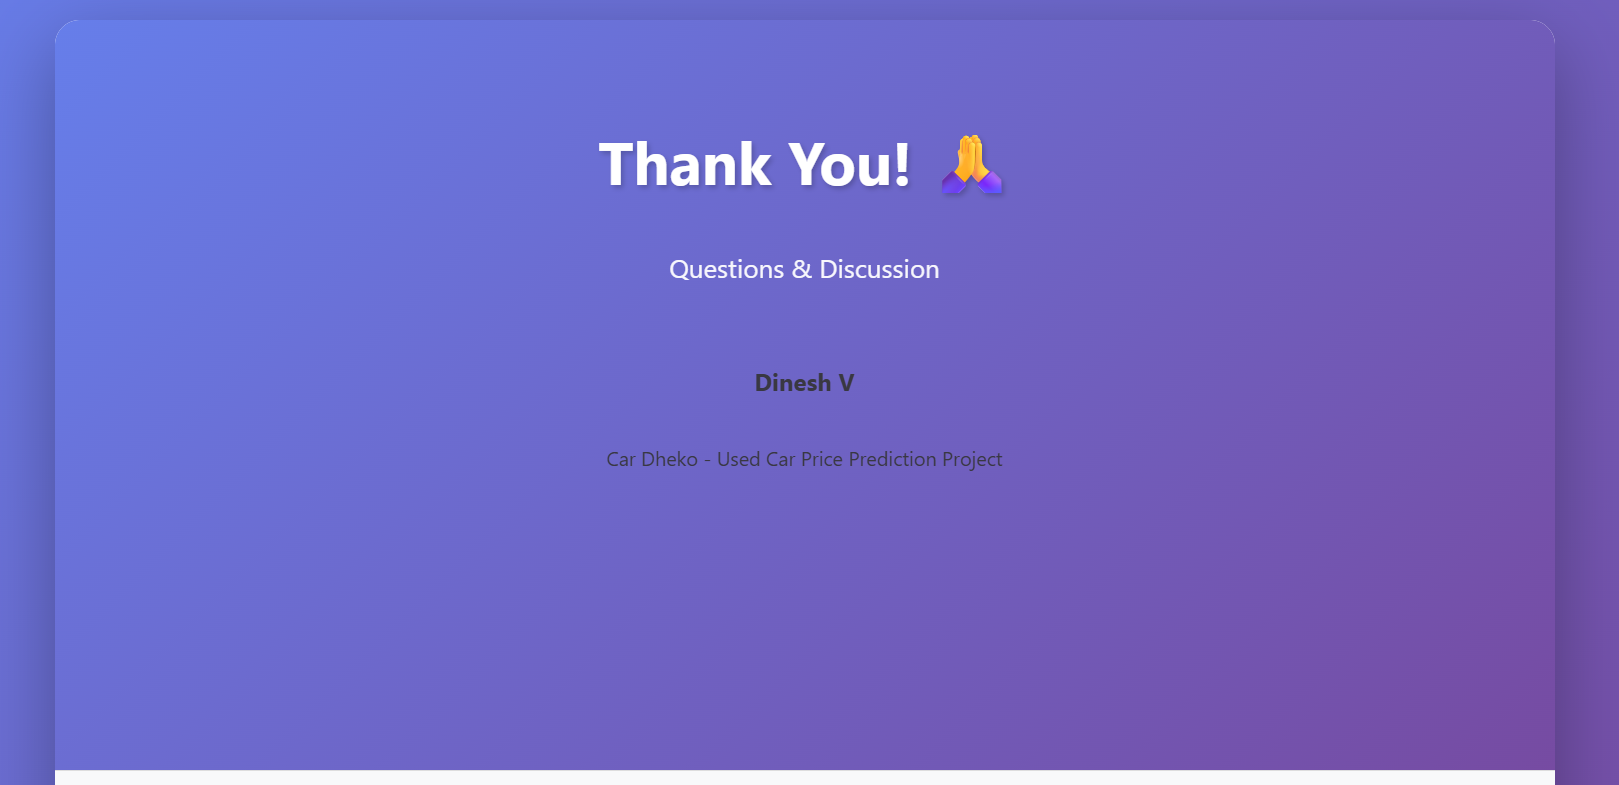 Thank You! 🙏
Questions & Discussion
Dinesh V
Car Dheko - Used Car Price Prediction Project